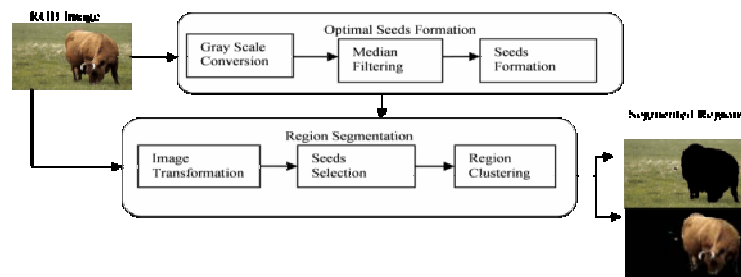 RGB Image
Optimal Seeds Formation
Gray Scale
Conversion
Median
Filtering
Seeds
Formation
Segmented Regions
Region Segmentation
Image
Transformation
Seeds
Selection
Region
Clustering